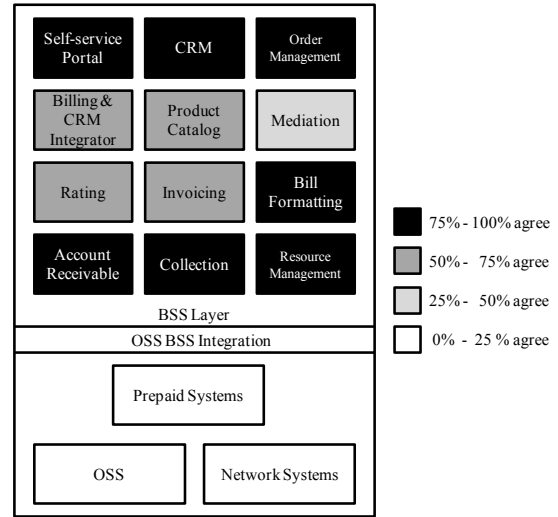 Self-service
Portal
CRM
Order
Management
Billing &
CRM
Integrator
Product
Catalog
Mediation
Rating
Invoicing
Bill
Formatting
Account
Receivable
Collection
Resource
Management
BSS Layer
OSS BSS Integration
Prepaid Systems
OSS
Network Systems
75% - 100% agree
50% - 75% agree
25% - 50% agree
0% - 25 % agree